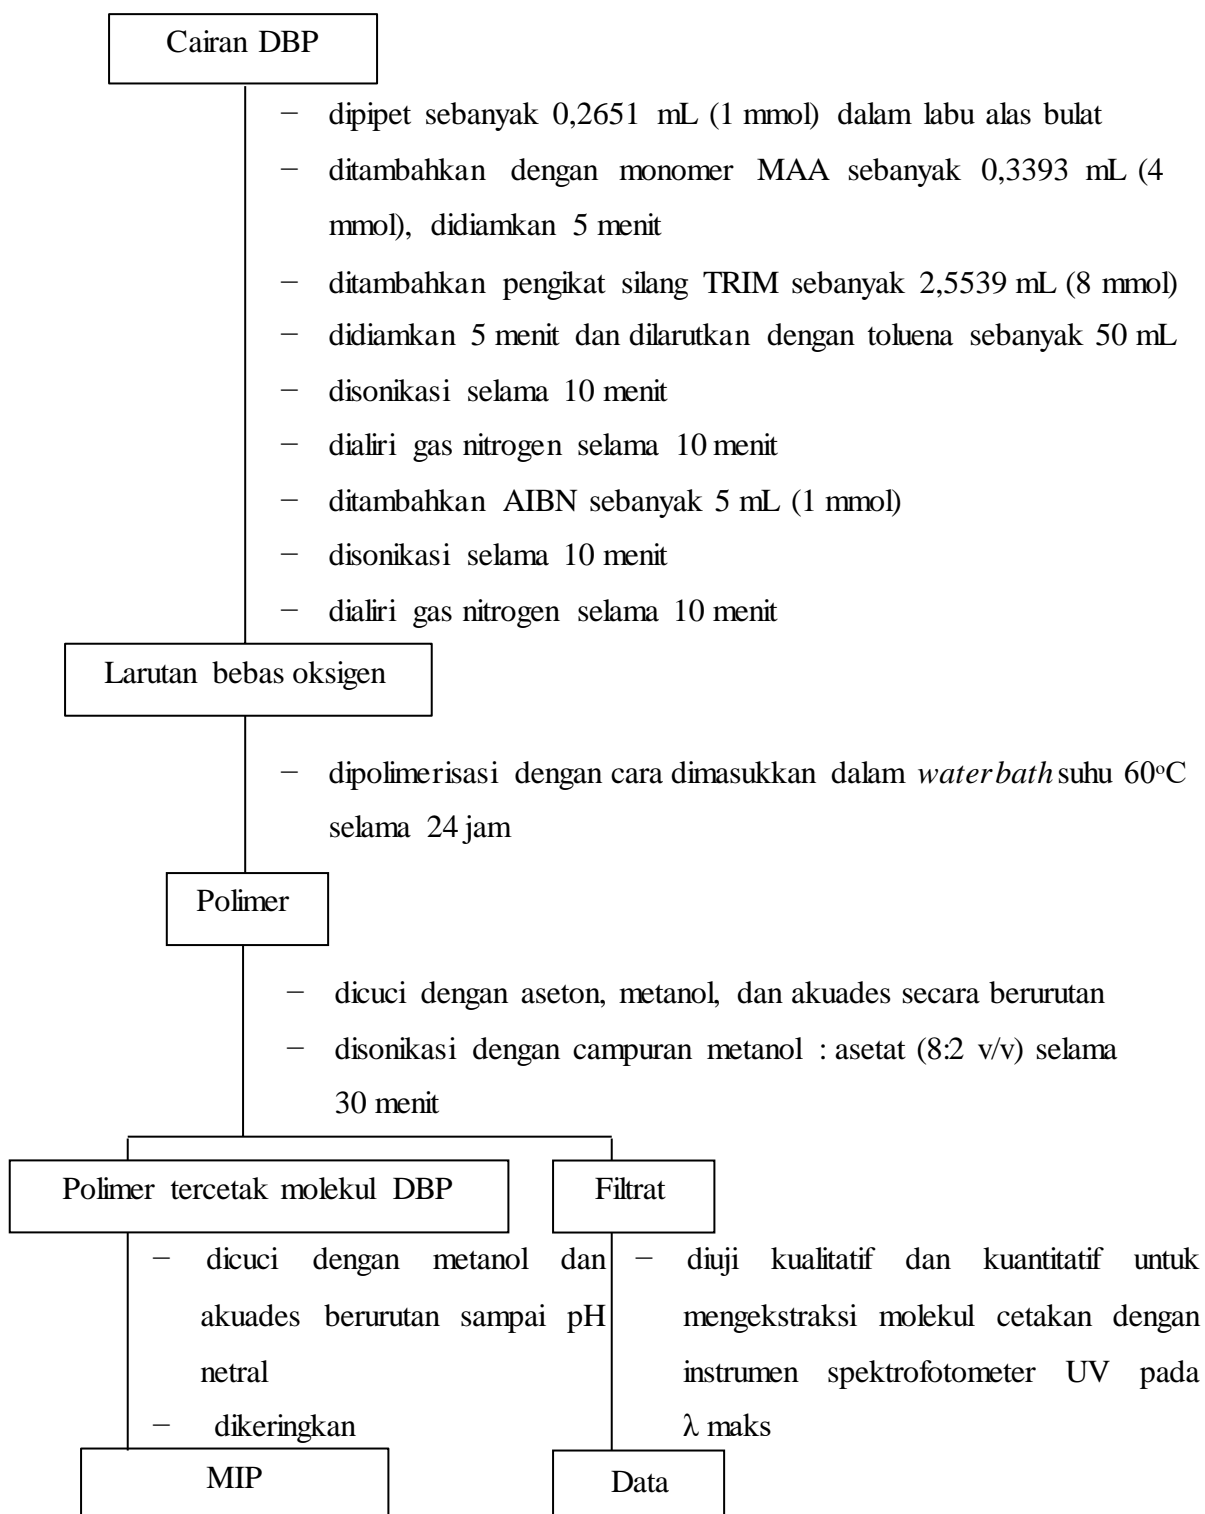 Cairan DBP
− dipipet sebanyak 0,2651 mL (1 mmol) dalam labu alas bulat
− ditambahkan dengan monomer MAA sebanyak 0,3393 mL (4
mmol), didiamkan 5 menit
− ditambahkan pengikat silang TRIM sebanyak 2,5539 mL (8 mmol)
− didiamkan 5 menit dan dilarutkan dengan toluena sebanyak 50 mL
− disonikasi selama 10 menit
− dialiri gas nitrogen selama 10 menit
− ditambahkan AIBN sebanyak 5 mL (1 mmol)
− disonikasi selama 10 menit
− dialiri gas nitrogen selama 10 menit
Larutan bebas oksigen
− dipolimerisasi dengan cara dimasukkan dalam waterbath suhu 60°C
selama 24 jam
Polimer
− dicuci dengan aseton, metanol, dan akuades secara berurutan
− disonikasi dengan campuran metanol : asetat (8:2 v/v) selama
30 menit
Polimer tercetak molekul DBP
− dicuci dengan metanol dan
akuades berurutan sampai pH
netral
− dikeringkan
MIP
Filtrat
− diuji kualitatif dan kuantitatif untuk
mengekstraksi molekul cetakan dengan
instrumen spektrofotometer UV pada
λ maks
Data